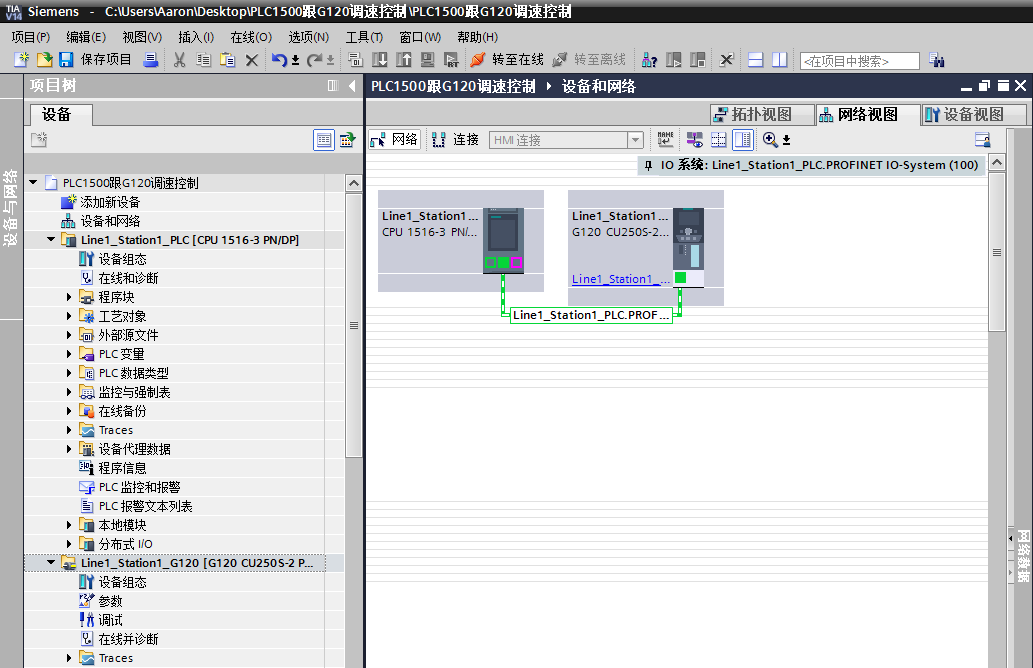 TIA V14 Siemens - C:\Users\Aaron\Desktop\PLC1500跟G120调速控制\PLC1500跟G120调速控制
项目(P) 编辑(E) 视图(V) 插入(I) 在线(O) 选项(N) 工具(T) 窗口(W) 帮助(H)
保存项目 转至在线 转至离线 <在项目中搜索>
项目树
PLC1500跟G120调速控制 设备和网络
设备
拓扑视图 网络视图 设备视图
网络 连接 HMI 连接 NAME
IO 系统: Line1_Station1_PLC.PROFINET IO-System (100)
设备与网络
PLC1500跟G120调速控制
添加新设备
设备和网络
Line1_Station1_PLC [CPU 1516-3 PN/DP]
设备组态
在线和诊断
程序块
工艺对象
外部源文件
PLC 变量
PLC 数据类型
监控与强制表
在线备份
Traces
设备代理数据
程序信息
PLC 监控和报警
PLC 报警文本列表
本地模块
分布式 I/O
Line1_Station1_G120 [G120 CU250S-2 P...
设备组态
参数
调试
在线并诊断
Traces
Line1_Station1...
CPU 1516-3 PN/...
Line1_Station1...
G120 CU250S-2...
Line1_Station1_...
Line1_Station1_PLC.PROF...
网络数据